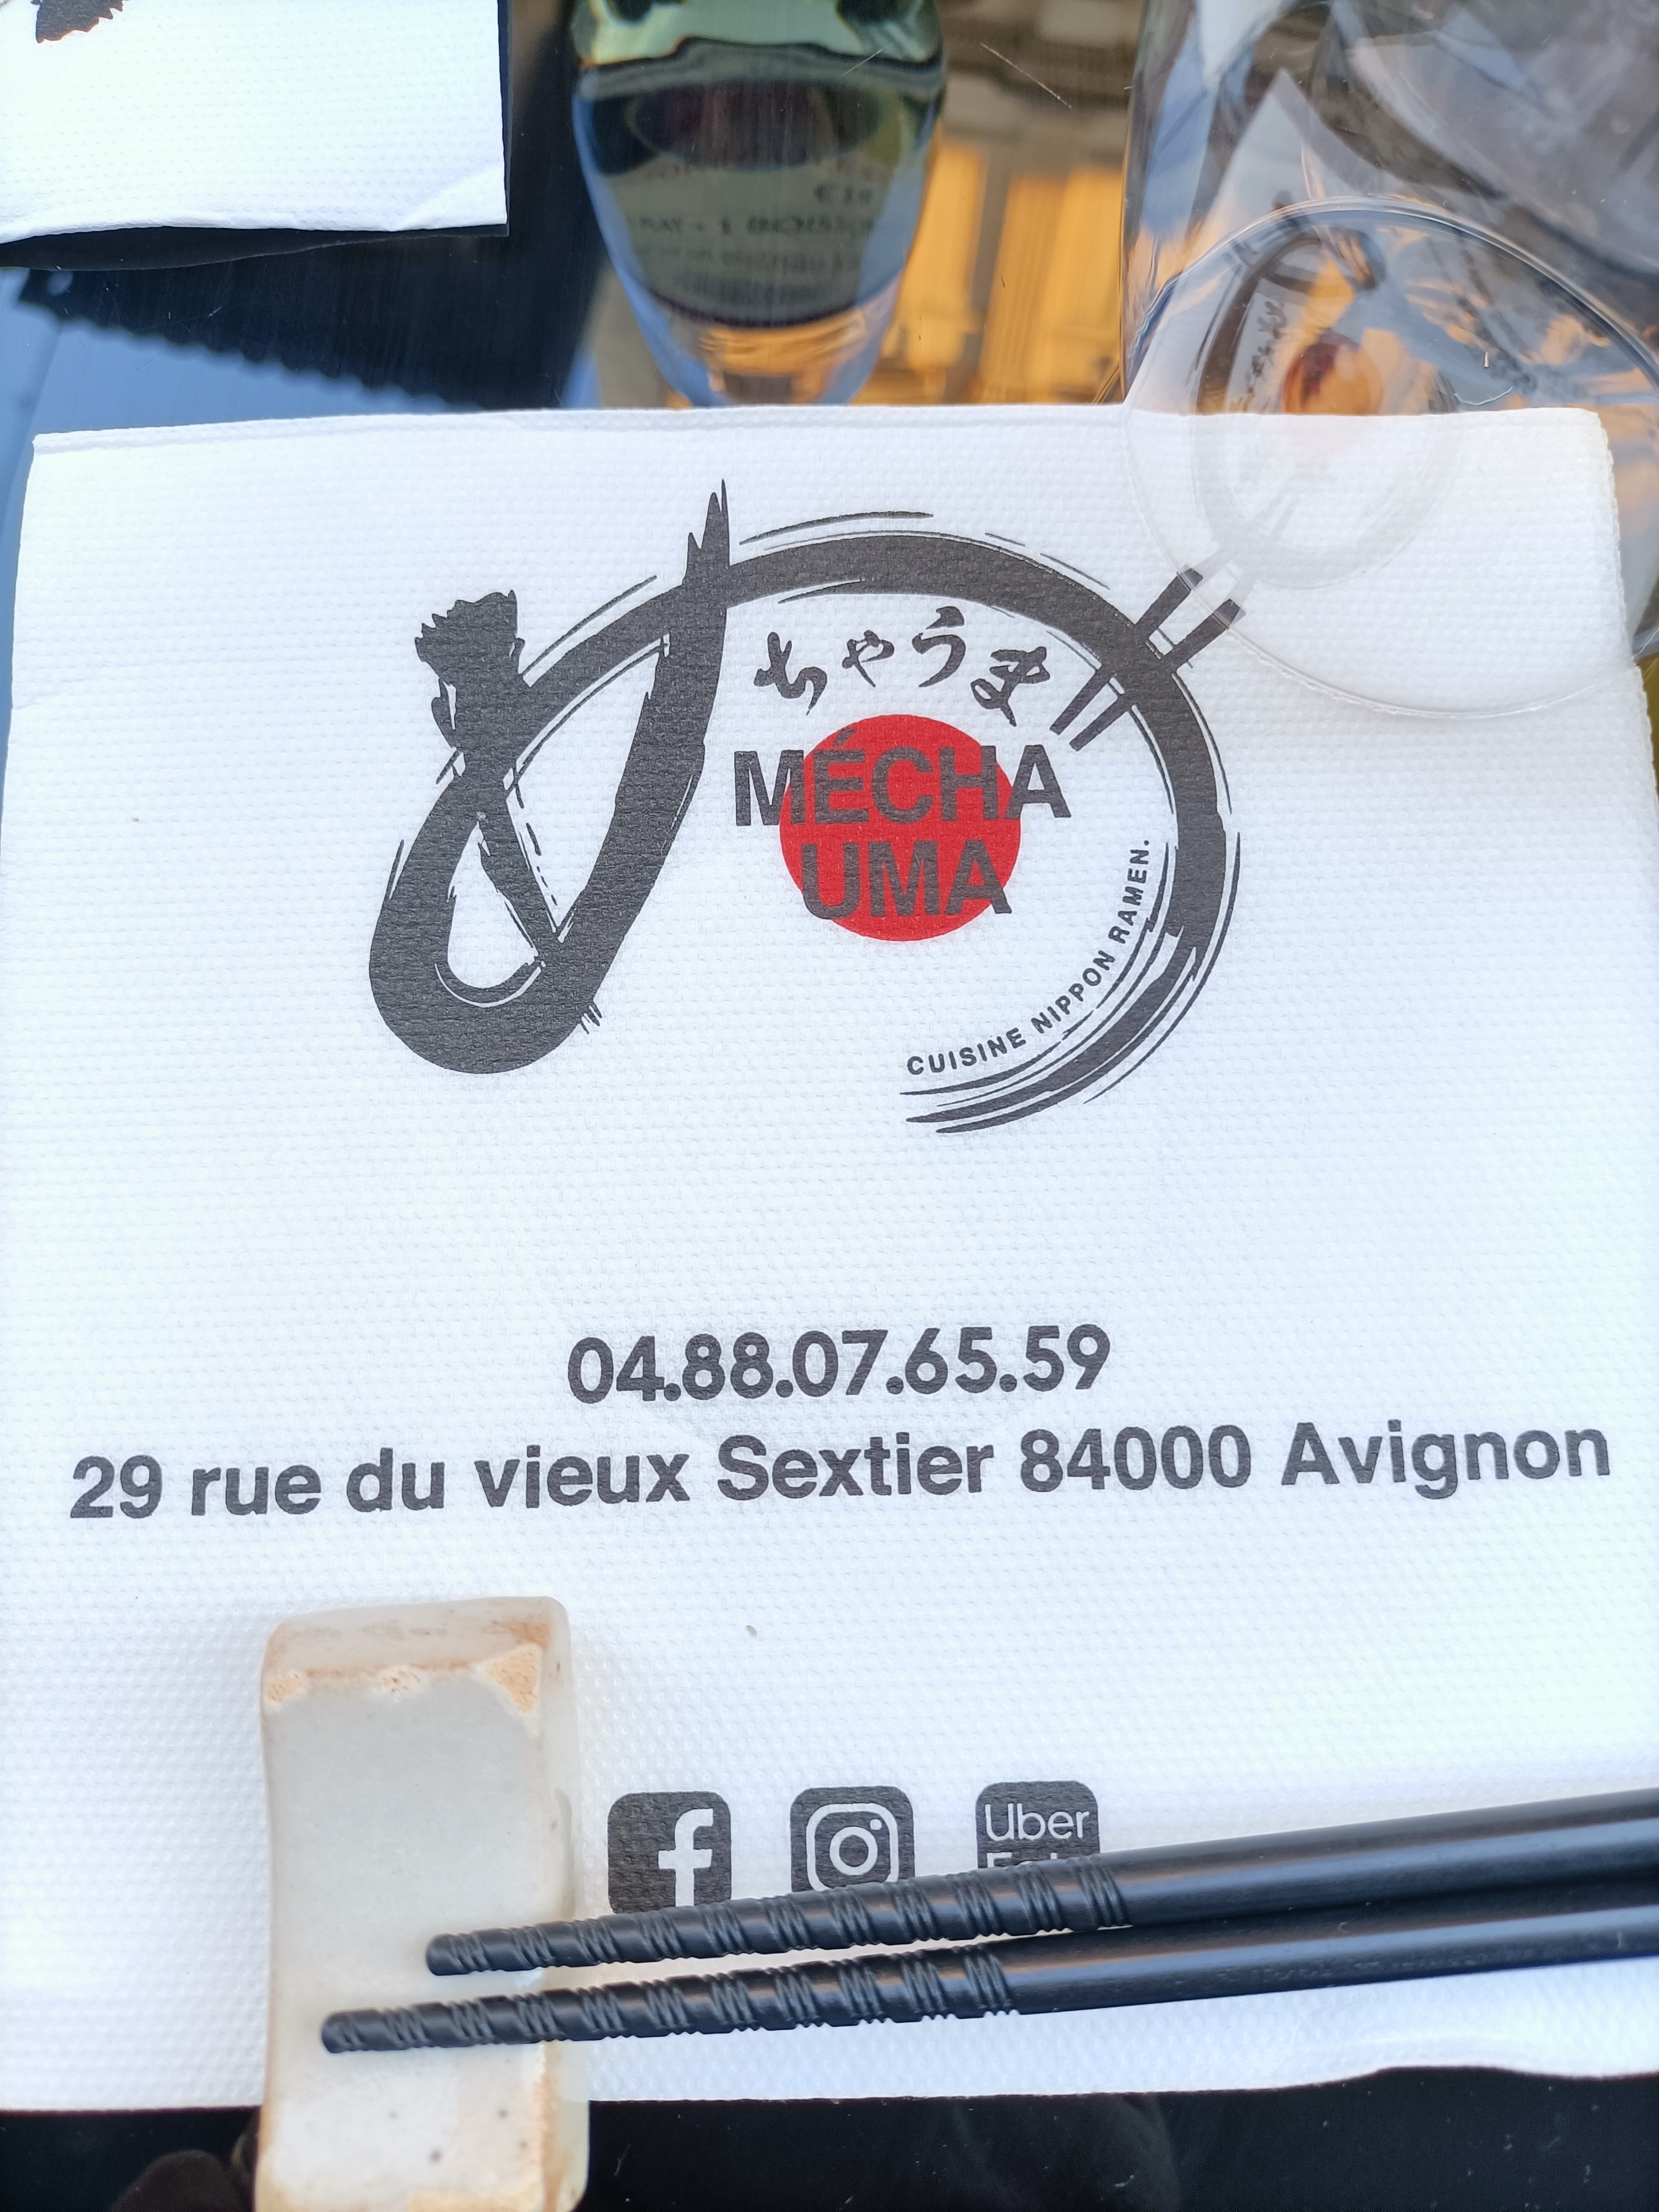 め
ちゃうま
MÉCHA
UMA
CUISINE NIPPON RAMEN.
04.88.07.65.59
29 rue du vieux Sextier 84000 Avignon
f
Uber